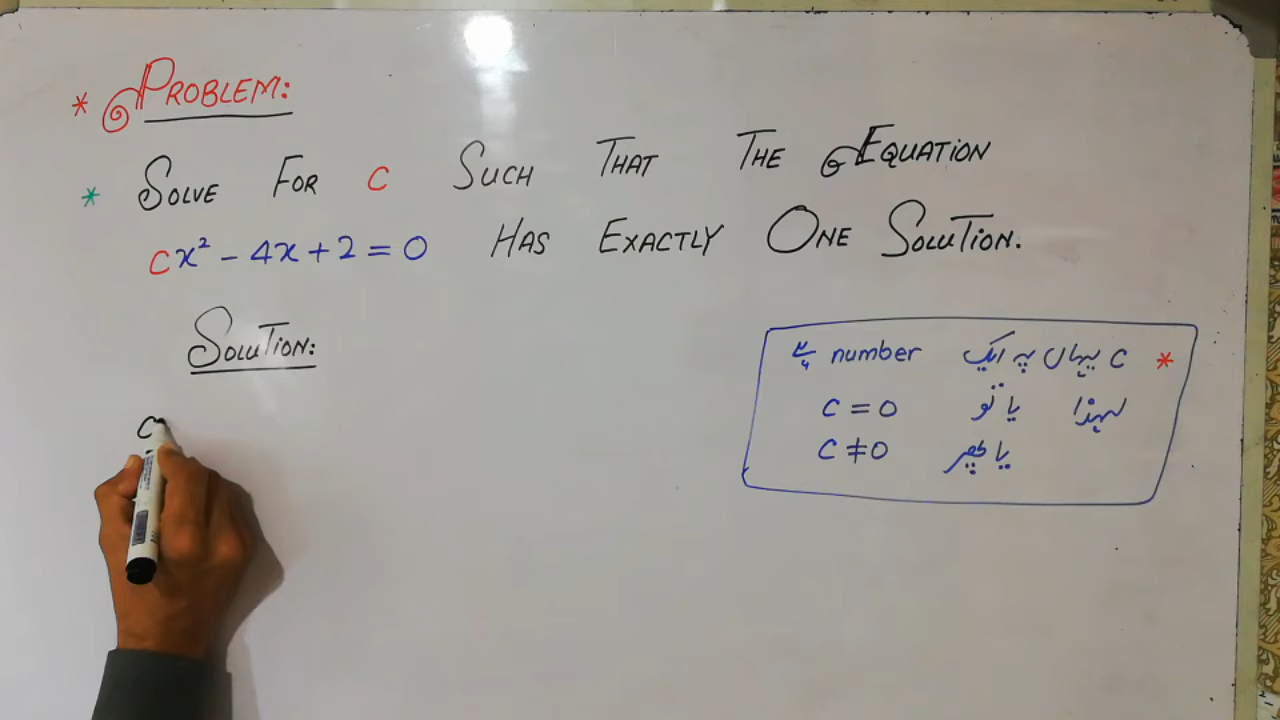 * PROBLEM:
* SOLVE FOR C SUCH THAT THE EQUATION
cx² - 4x + 2 = 0 HAS EXACTLY ONE SOLUTION.
SOLUTION:
* C یہاں پہ ایک number ہے
لہذا یا تو C = 0
یا پھر C ≠ 0
C